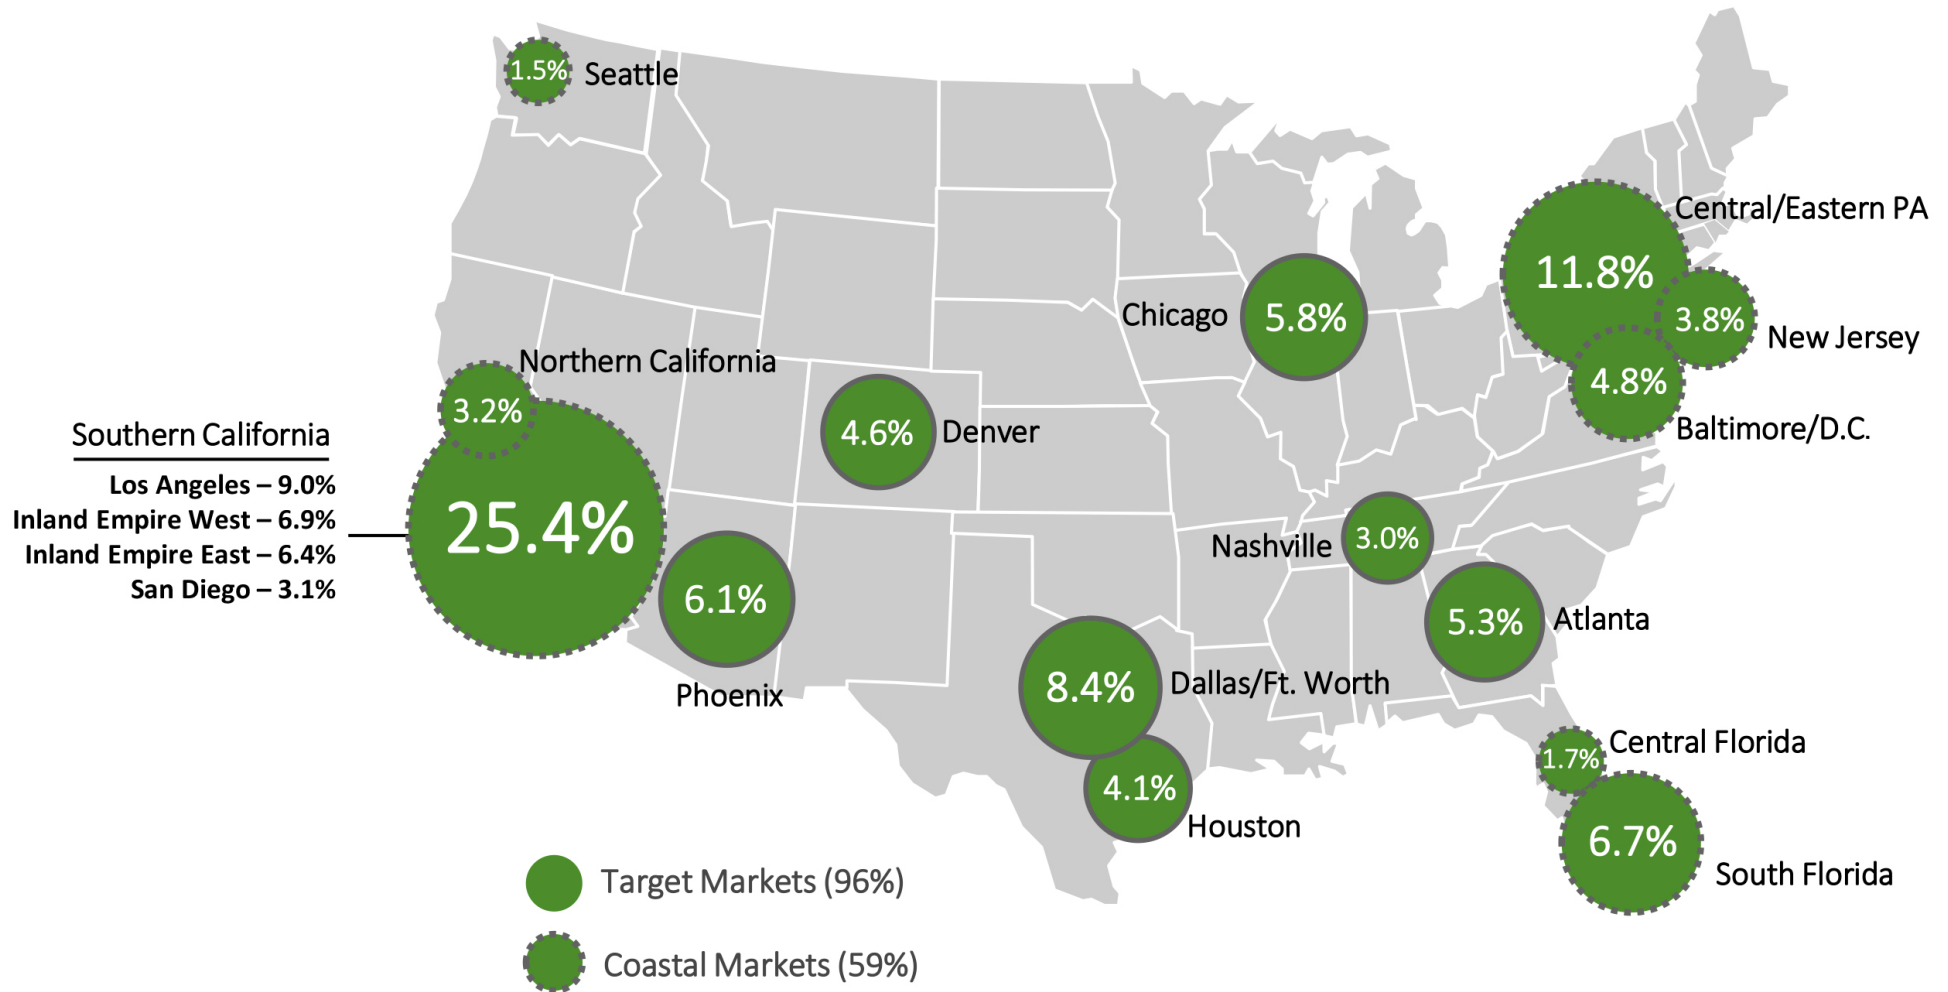 1.5%
Seattle
Central/Eastern PA
11.8%
3.8%
New Jersey
4.8%
Baltimore/D.C.
Chicago
5.8%
Northern California
3.2%
Southern California
Los Angeles – 9.0%
Inland Empire West – 6.9%
Inland Empire East – 6.4%
San Diego – 3.1%
25.4%
4.6%
Denver
6.1%
Phoenix
Nashville
3.0%
5.3%
Atlanta
8.4%
Dallas/Ft. Worth
4.1%
Houston
1.7%
Central Florida
6.7%
South Florida
Target Markets (96%)
Coastal Markets (59%)